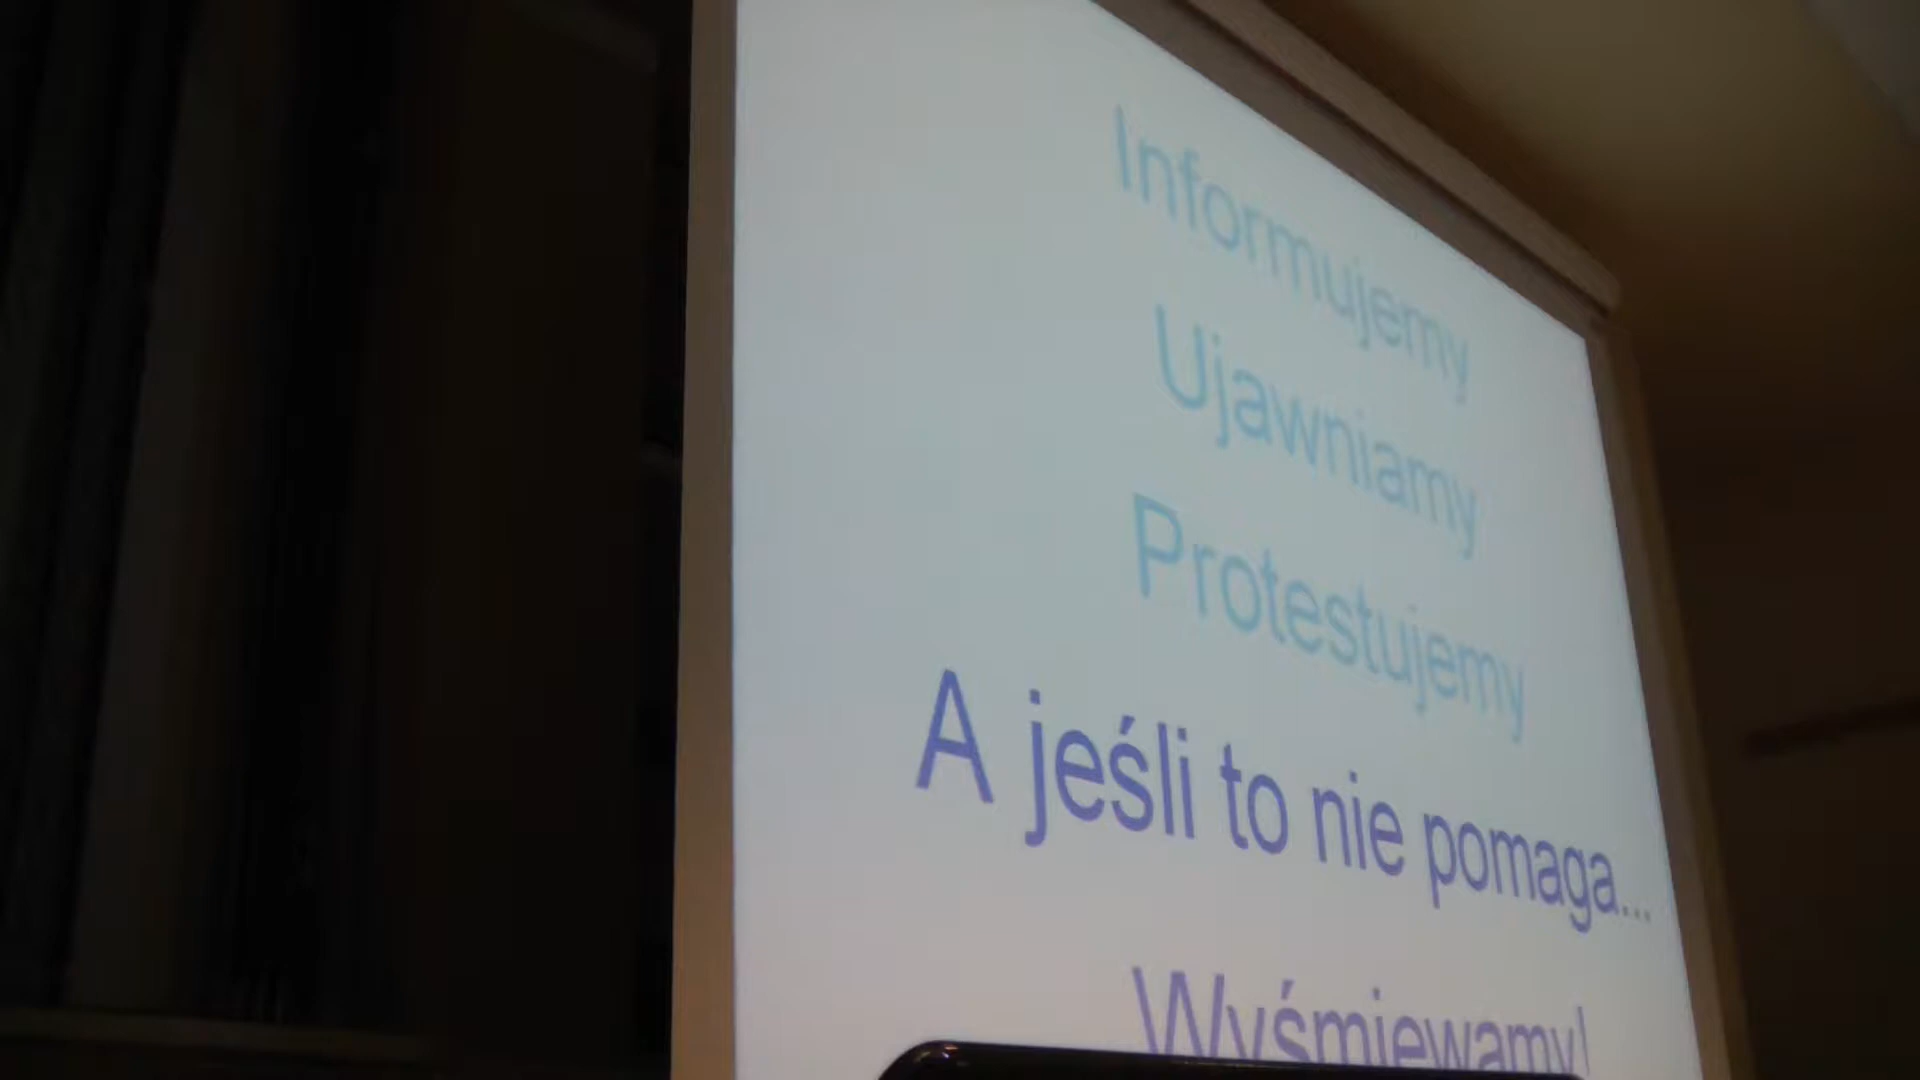 Informujemy
Ujawniamy
Protestujemy
A jeśli to nie pomaga...
Wyśmiewamy!